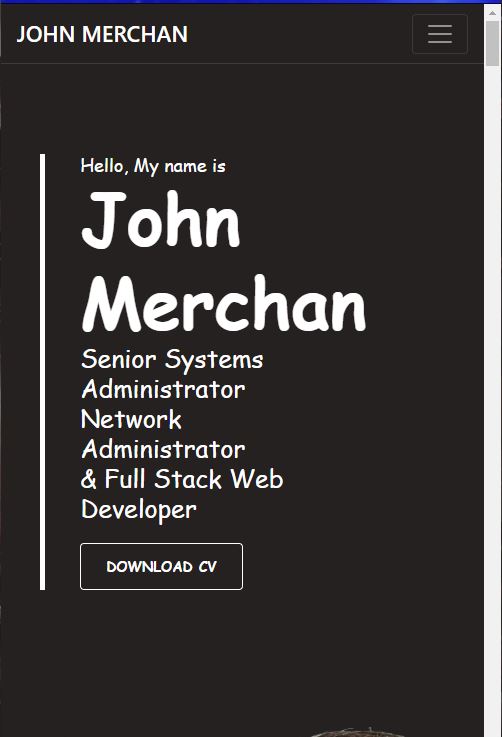 JOHN MERCHAN
Hello, My name is
John
Merchan
Senior Systems
Administrator
Network
Administrator
& Full Stack Web
Developer
DOWNLOAD CV